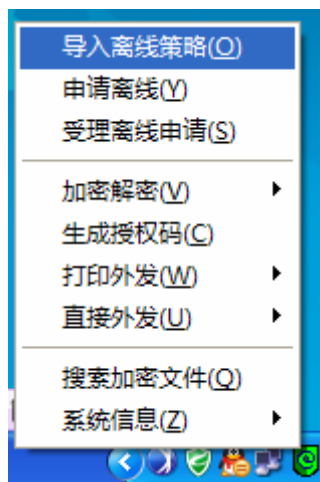 导入离线策略(O)
申请离线(Y)
受理离线申请(S)
加密解密(V)
生成授权码(C)
打印外发(W)
直接外发(U)
搜索加密文件(Q)
系统信息(Z)